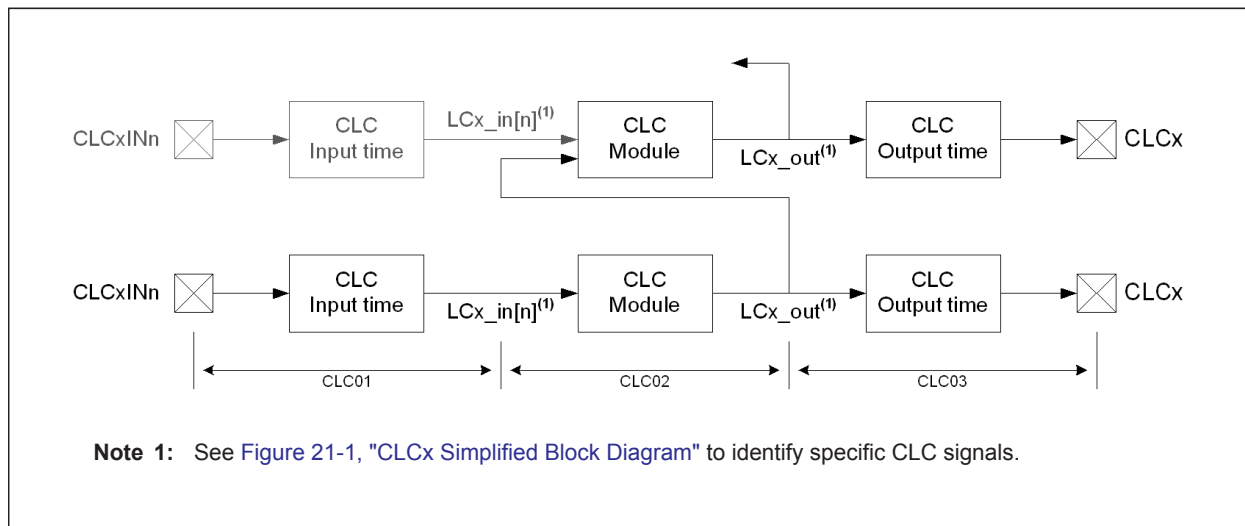 CLCxINn
CLC
Input time
LCx_in[n](1)
CLC
Module
LCx_out(1)
CLC
Output time
CLCx
CLCxINn
CLC
Input time
LCx_in[n](1)
CLC
Module
LCx_out(1)
CLC
Output time
CLCx
CLC01
CLC02
CLC03
Note 1: See Figure 21-1, "CLCx Simplified Block Diagram" to identify specific CLC signals.